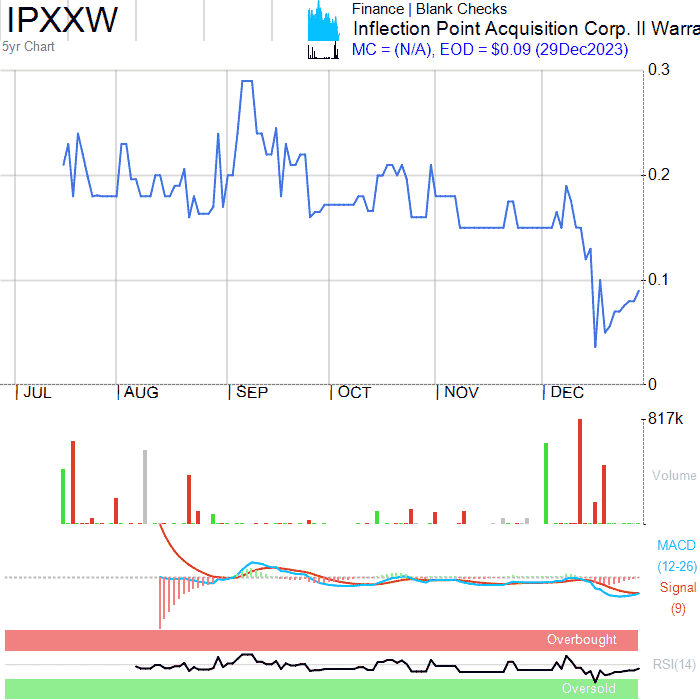 IPXXW
5yr Chart
Finance | Blank Checks
Inflection Point Acquisition Corp. II Warra
MC = (N/A), EOD = $0.09 (29Dec2023)
0.3
0.2
0.1
0
JUL AUG SEP OCT NOV DEC
817k
Volume
MACD
(12-26)
Signal
(9)
Overbought
RSI(14)
Oversold